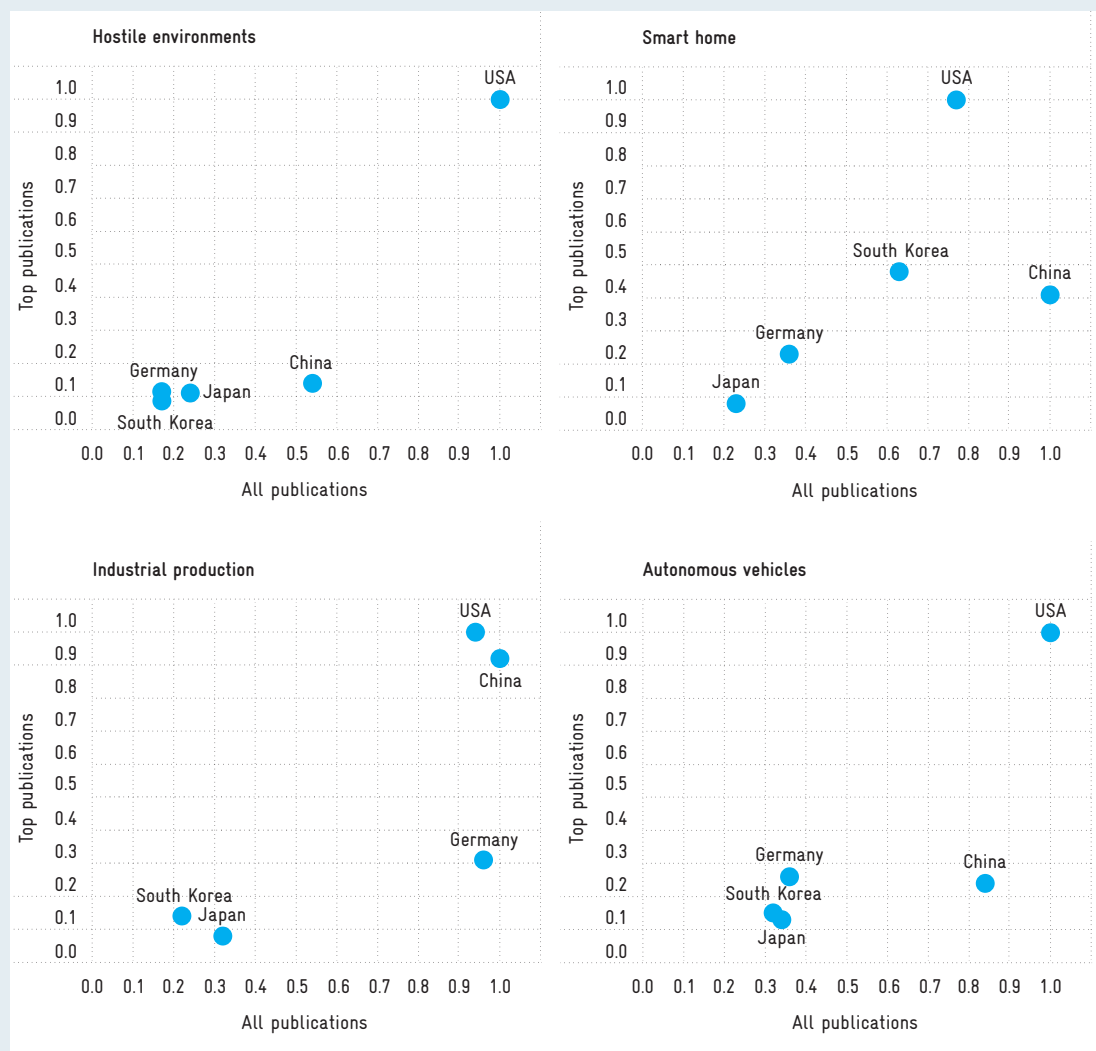 Hostile environments
Top publications
1.0
0.9
0.8
0.7
0.6
0.5
0.4
0.3
0.2
0.1
0.0
USA
China
Germany
Japan
South Korea
0.0 0.1 0.2 0.3 0.4 0.5 0.6 0.7 0.8 0.9 1.0
All publications
Smart home
Top publications
1.0
0.9
0.8
0.7
0.6
0.5
0.4
0.3
0.2
0.1
0.0
USA
South Korea
China
Germany
Japan
0.0 0.1 0.2 0.3 0.4 0.5 0.6 0.7 0.8 0.9 1.0
All publications
Industrial production
Top publications
1.0
0.9
0.8
0.7
0.6
0.5
0.4
0.3
0.2
0.1
0.0
USA
China
Germany
South Korea
Japan
0.0 0.1 0.2 0.3 0.4 0.5 0.6 0.7 0.8 0.9 1.0
All publications
Autonomous vehicles
Top publications
1.0
0.9
0.8
0.7
0.6
0.5
0.4
0.3
0.2
0.1
0.0
USA
Germany
China
South Korea
Japan
0.0 0.1 0.2 0.3 0.4 0.5 0.6 0.7 0.8 0.9 1.0
All publications